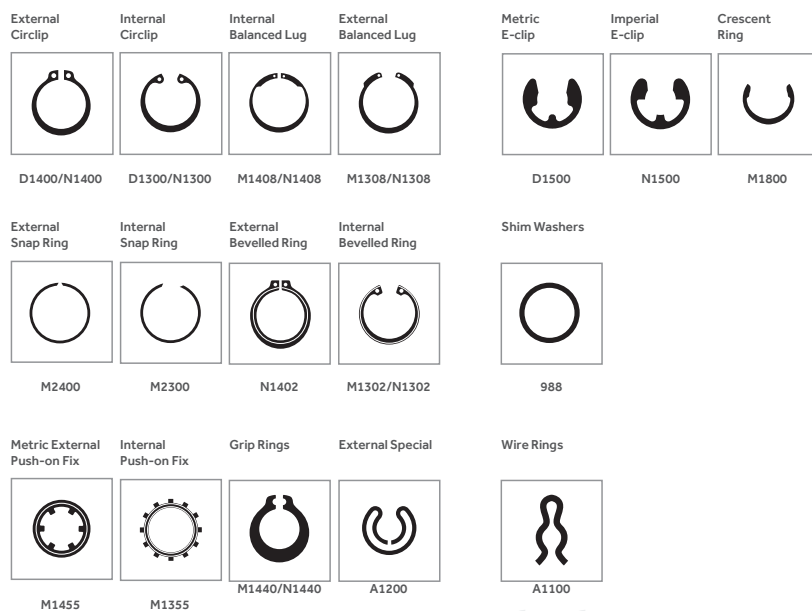 External
Circlip
Internal
Circlip
Internal
Balanced Lug
External
Balanced Lug
Metric
E-clip
Imperial
E-clip
Crescent
Ring
D1400/N1400
D1300/N1300
M1408/N1408
M1308/N1308
D1500
N1500
M1800
External
Snap Ring
Internal
Snap Ring
External
Bevelled Ring
Internal
Bevelled Ring
Shim Washers
M2400
M2300
N1402
M1302/N1302
988
Metric External
Push-on Fix
Internal
Push-on Fix
Grip Rings
External Special
Wire Rings
M1455
M1355
M1440/N1440
A1200
A1100